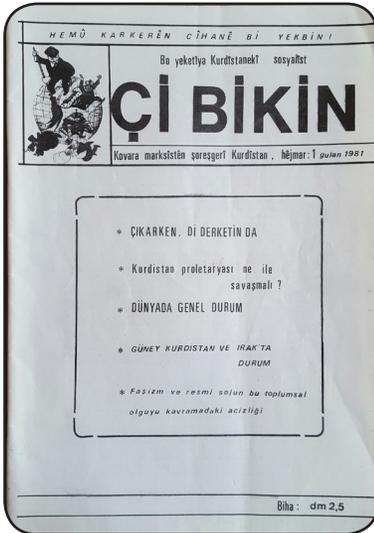 HEMÛ KARKERÊN CÎHANÊ BI YEKBIN!
Bo yeketîya Kurdîstanekî sosyalîst
ÇI BIKIN
Kovara marksîstên şoreşgerî Kurdîstan, hêjmar: 1 gulan 1981
* ÇIKARKEN, DI DERKETIN DA
* Kurdistan proletaryası ne ile
savaşmalı ?
* DÜNYADA GENEL DURUM
* GÜNEY KURDISTAN VE IRAK'TA
DURUM
* Faşizm ve resmi solun bu toplumsal
olguyu kavramadaki acizliği
Biha: dm 2,5